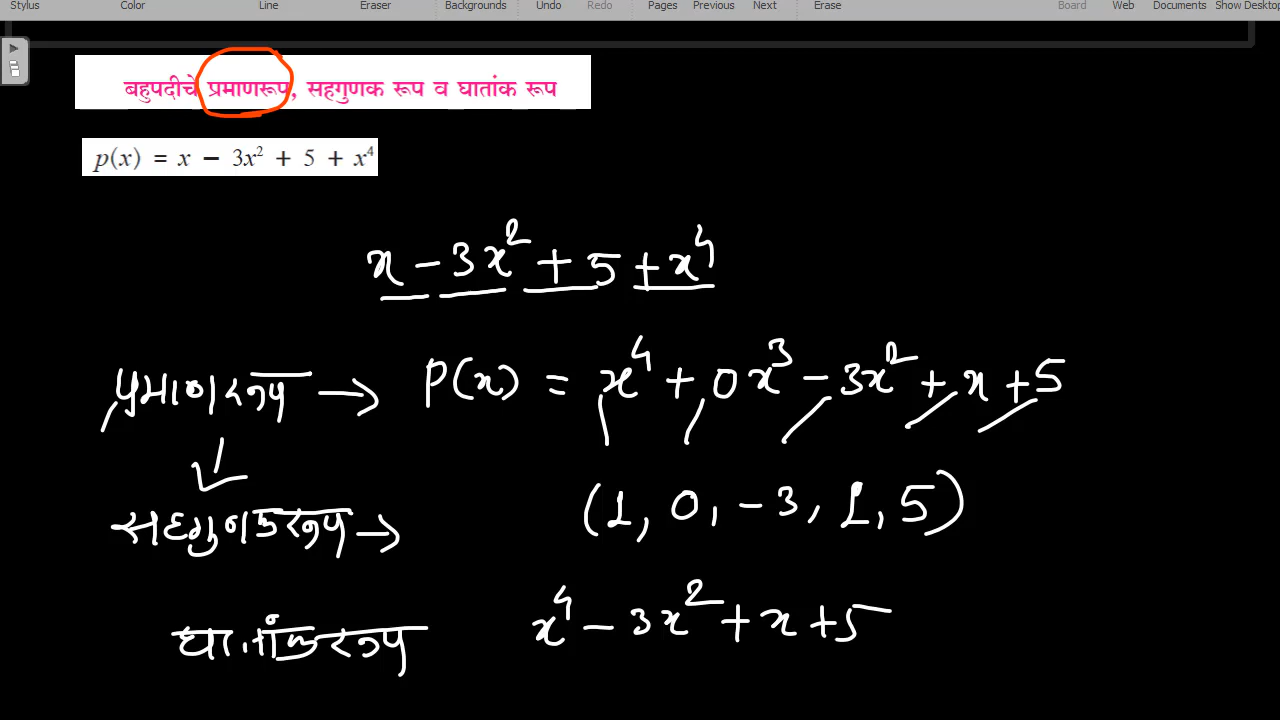 Stylus Color Line Eraser Backgrounds Undo Redo Pages Previous Next Erase Board Web Documents Show Desktop
बहुपदीचे प्रमाणरूप, सहगुणक रूप व घातांक रूप
p(x) = x − 3x² + 5 + x⁴
x − 3x² + 5 + x⁴
प्रमाणरूप → P(x) = x⁴ + 0x³ − 3x² + x + 5
सहगुणकरूप → (1, 0, −3, 1, 5)
घातांकरूप x⁴ − 3x² + x + 5